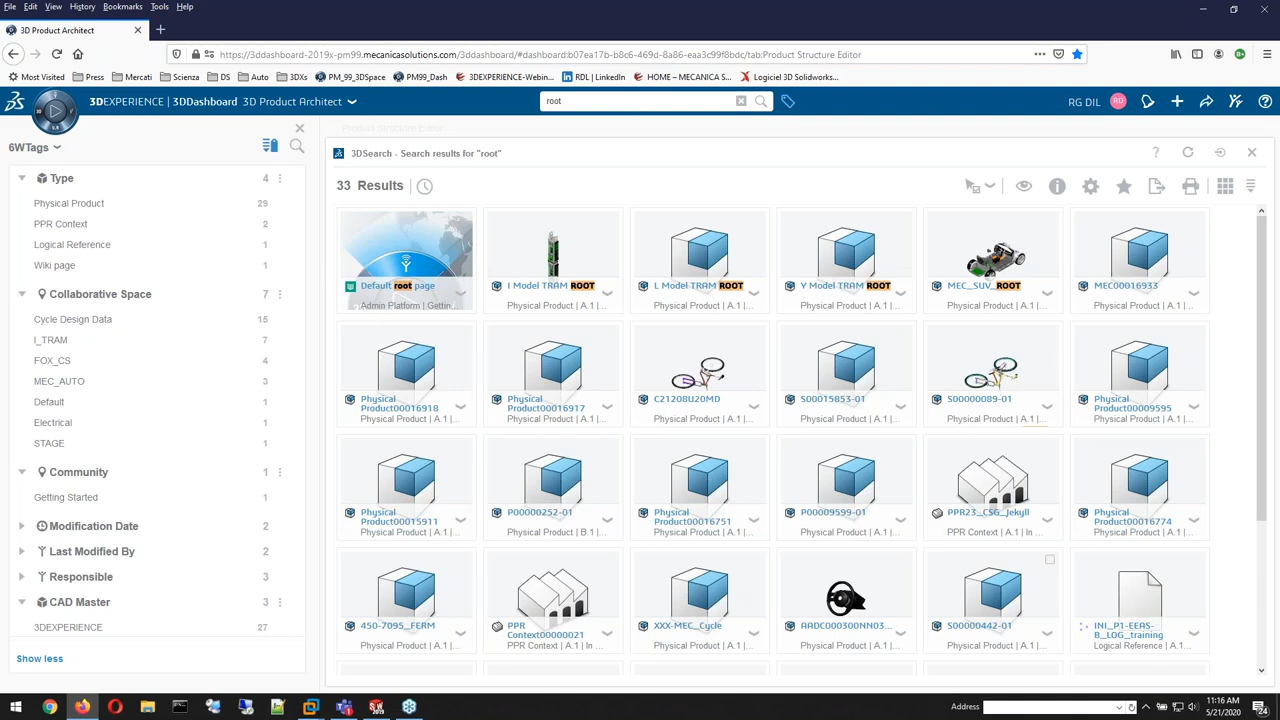 File Edit View History Bookmarks Tools Help
3D Product Architect
https://3ddashboard-2019x-pm99.mecanicasolutions.com/3ddashboard/#dashboard:b07ea17b-b8c6-469d-8a86-eaa3c99f8bdc/tab:Product Structure Editor
Most Visited Press Mercati Scienza DS Auto 3DXs PM_99_3DSpace PM99_Dash 3DEXPERIENCE-Webin... RDL | LinkedIn HOME – MECANICA S... Logiciel 3D Solidworks...
3DEXPERIENCE | 3DDashboard 3D Product Architect
root
RG DIL RD
6WTags
Product Structure Editor
3DSearch - Search results for "root"
33 Results
Type 4
Physical Product 29
PPR Context 2
Logical Reference 1
Wiki page 1
Collaborative Space 7
Cycle Design Data 15
I_TRAM 7
FOX_CS 4
MEC_AUTO 3
Default 1
Electrical 1
STAGE 1
Community 1
Getting Started 1
Modification Date 2
Last Modified By 2
Responsible 3
CAD Master 3
3DEXPERIENCE 27
Show less
Default root page
Admin Platform | Gettin...
I Model TRAM ROOT
Physical Product | A.1 |...
L Model TRAM ROOT
Physical Product | A.1 |...
Y Model TRAM ROOT
Physical Product | A.1 |...
MEC_SUV_ROOT
Physical Product | A.1 |...
MEC00016933
Physical Product | A.1 |...
Physical
Product00016918
Physical Product | A.1 |...
Physical
Product00016917
Physical Product | A.1 |...
C21208U20MD
Physical Product | A.1 |...
S00015853-01
Physical Product | A.1 |...
S00000089-01
Physical Product | A.1 |...
Physical
Product00009595
Physical Product | A.1 |...
Physical
Product00015911
Physical Product | A.1 |...
P00000252-01
Physical Product | B.1 |...
Physical
Product00016751
Physical Product | A.1 |...
P00009599-01
Physical Product | A.1 |...
PPR23_CSG_Jekyll
PPR Context | A.1 | In ...
Physical
Product00016774
Physical Product | A.1 |...
450-7095_FERM
Physical Product | A.1 |...
PPR
Context00000021
PPR Context | A.1 | In ...
XXX-MEC_Cycle
Physical Product | A.1 |...
AADC000300NN03...
Physical Product | A.1 |...
S00000442-01
Physical Product | A.1 |...
INI_P1-EEAS-
B_LOG_training
Logical Reference | A.1 |...
Address
11:16 AM
5/21/2020
24